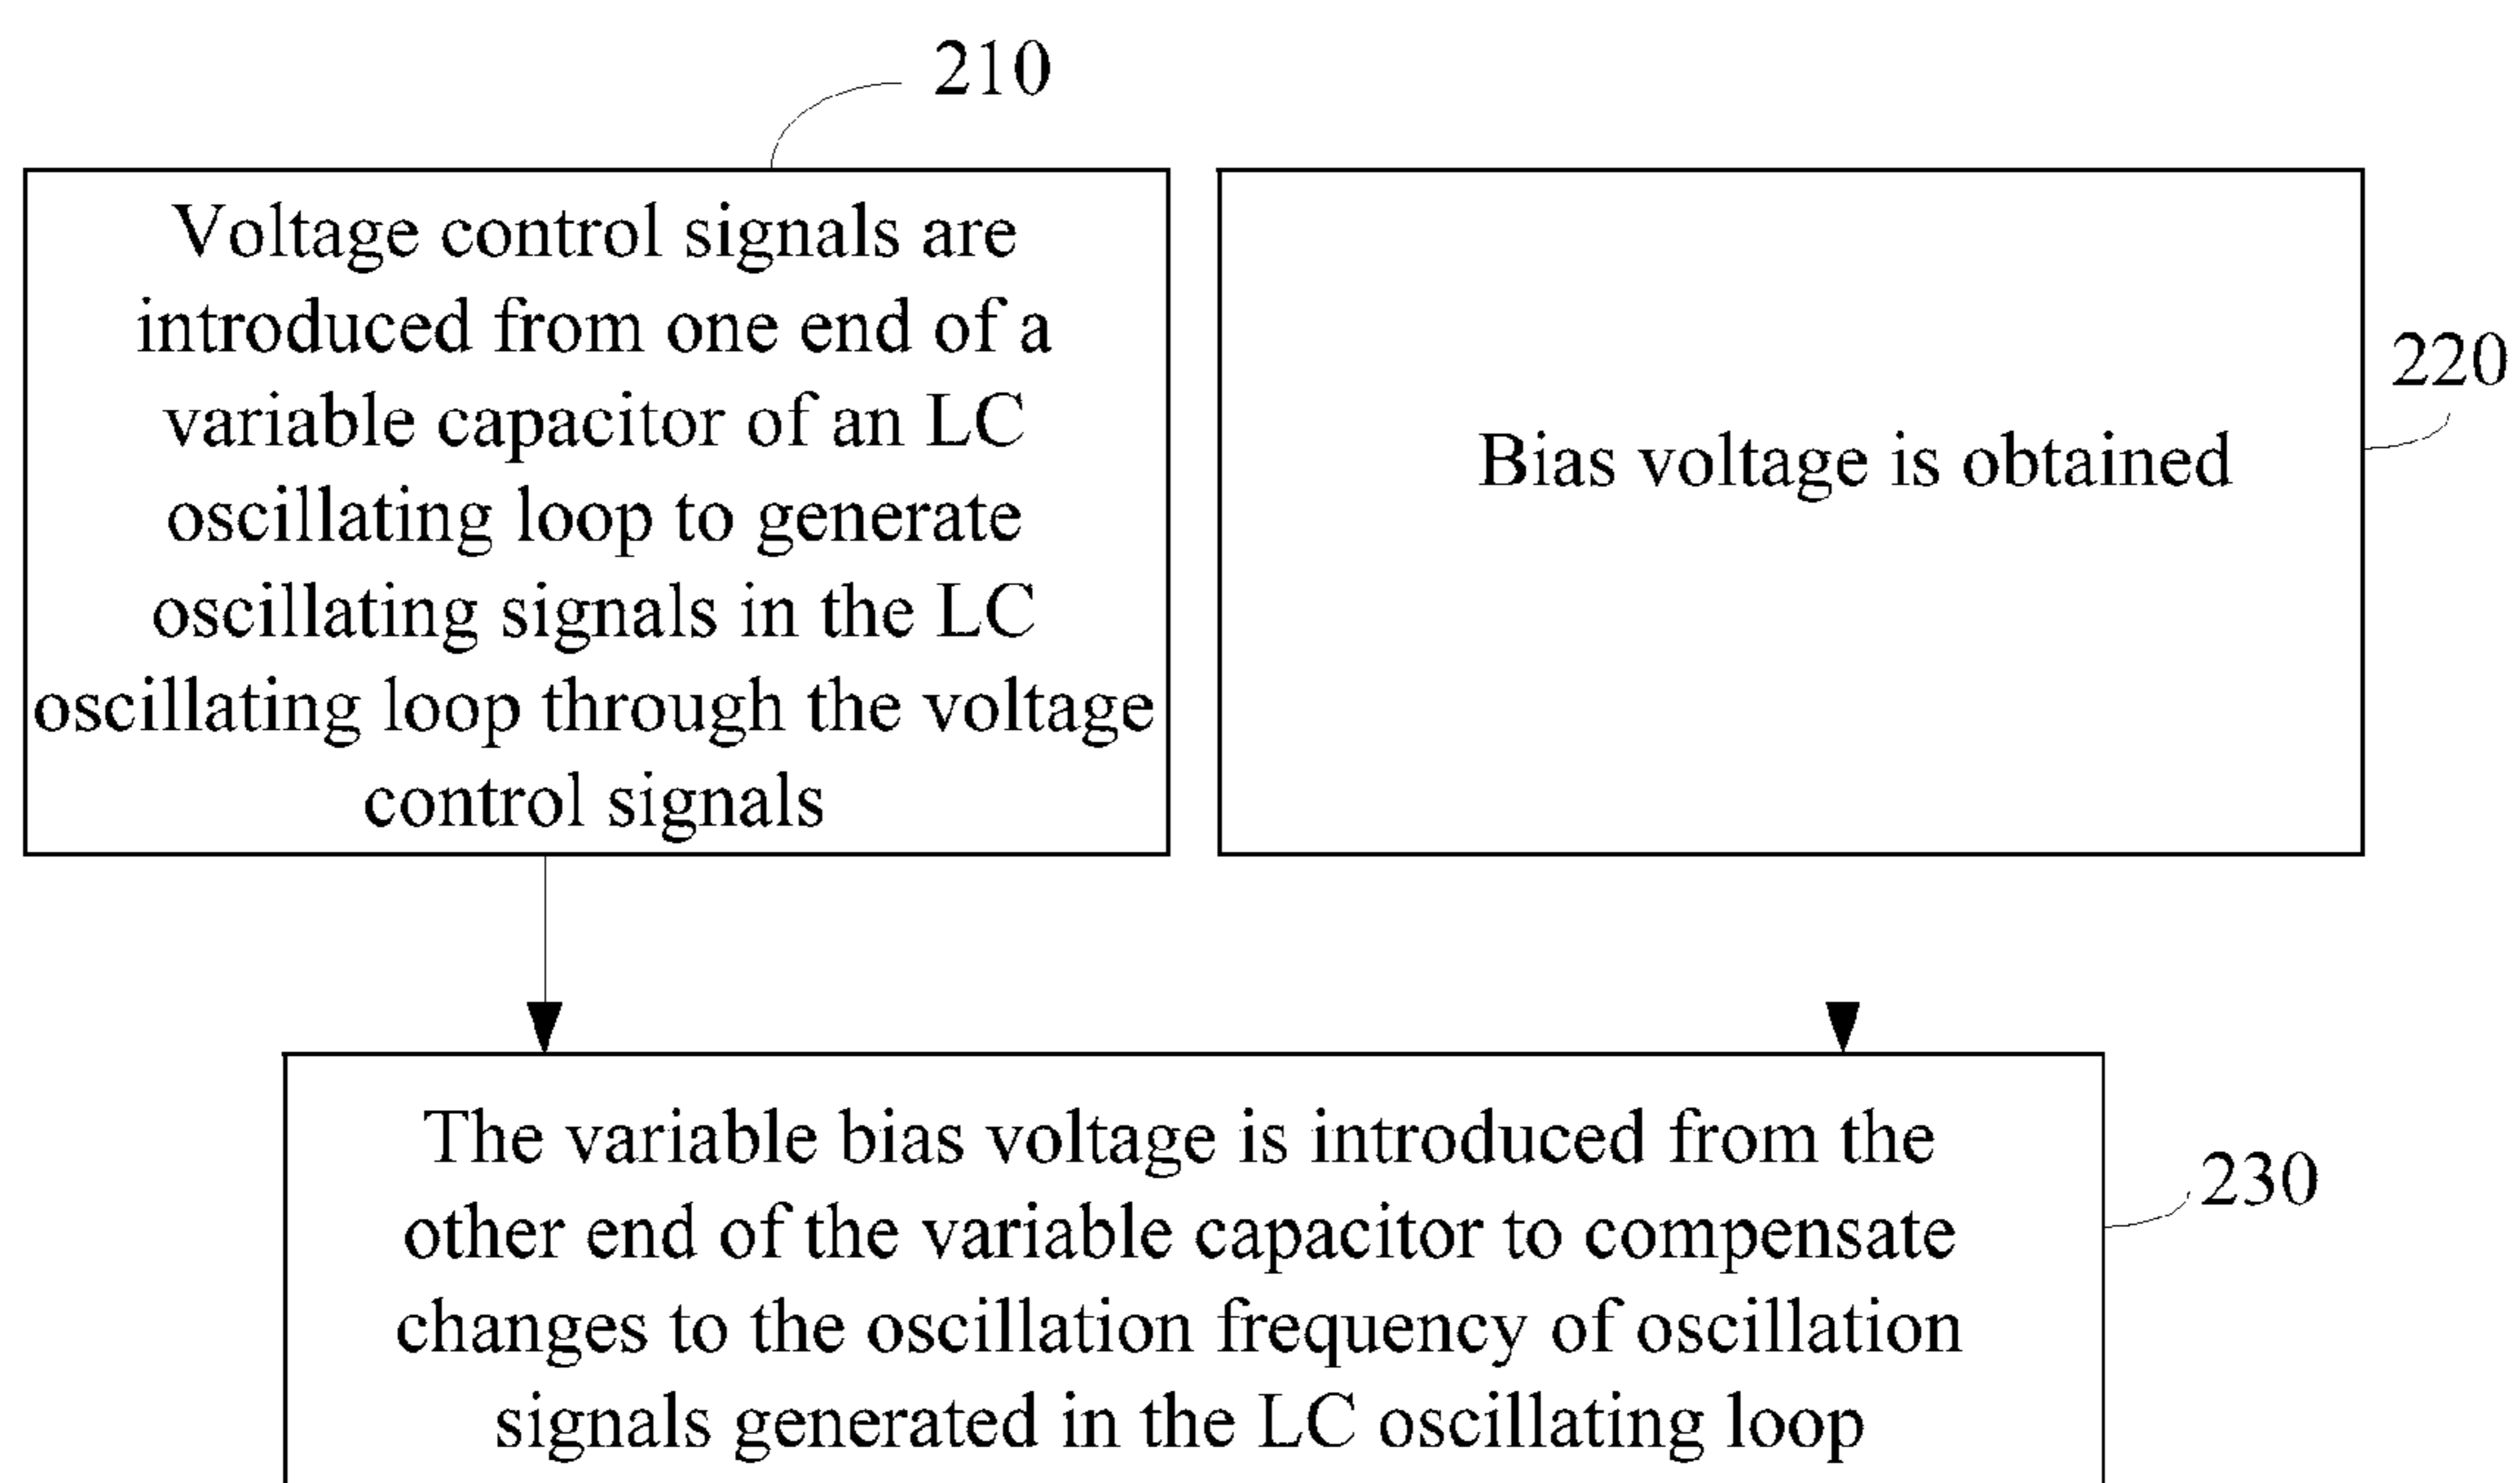 210
Voltage control signals are
introduced from one end of a
variable capacitor of an LC
oscillating loop to generate
oscillating signals in the LC
oscillating loop through the voltage
control signals
220
Bias voltage is obtained
The variable bias voltage is introduced from the
other end of the variable capacitor to compensate
changes to the oscillation frequency of oscillation
signals generated in the LC oscillating loop
230